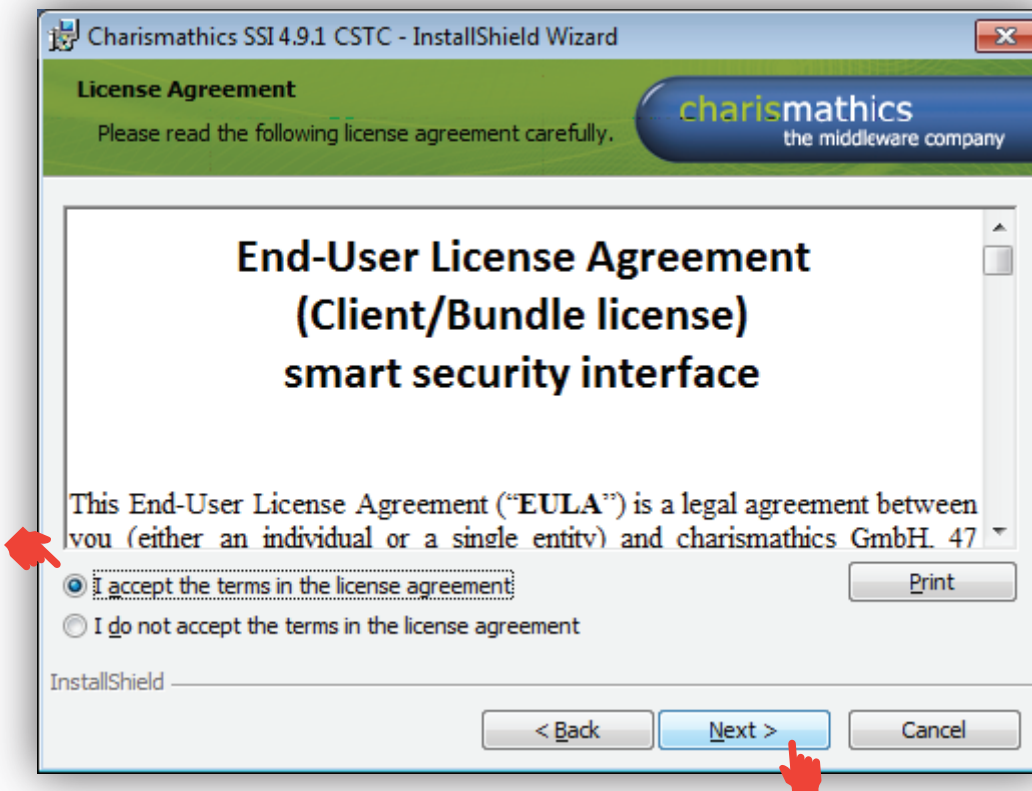 Charismathics SSI 4.9.1 CSTC - InstallShield Wizard
License Agreement
Please read the following license agreement carefully.
charismathics
the middleware company
End-User License Agreement
(Client/Bundle license)
smart security interface
This End-User License Agreement (“EULA”) is a legal agreement between
you (either an individual or a single entity) and charismathics GmbH, 47
I accept the terms in the license agreement
Print
I do not accept the terms in the license agreement
InstallShield
< Back
Next >
Cancel